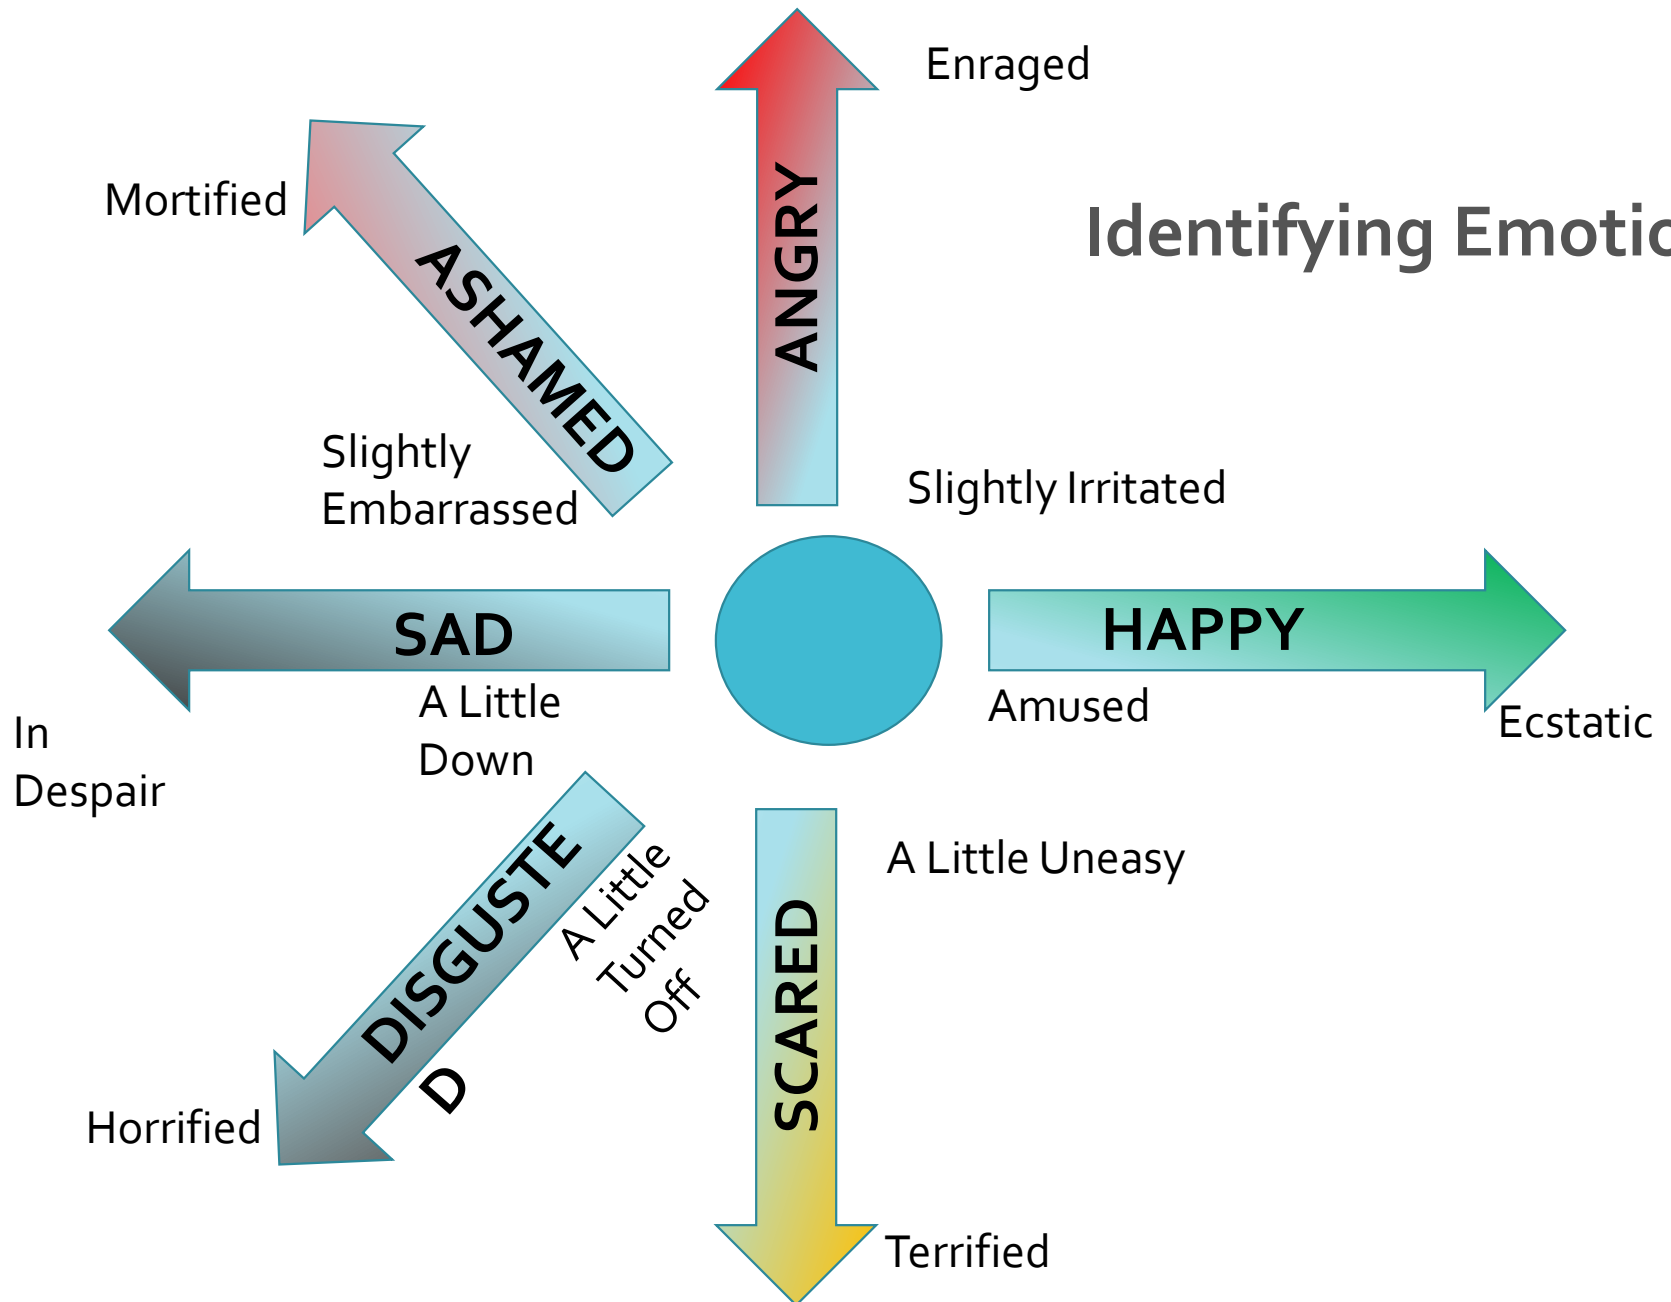 Enraged
Mortified
ANGRY
Identifying Emotio
ASHAMED
Slightly
Embarrassed
Slightly Irritated
SAD
HAPPY
A Little
Down
Amused
Ecstatic
In
Despair
DISGUSTE
D
A Little
Turned
Off
A Little Uneasy
SCARED
Horrified
Terrified